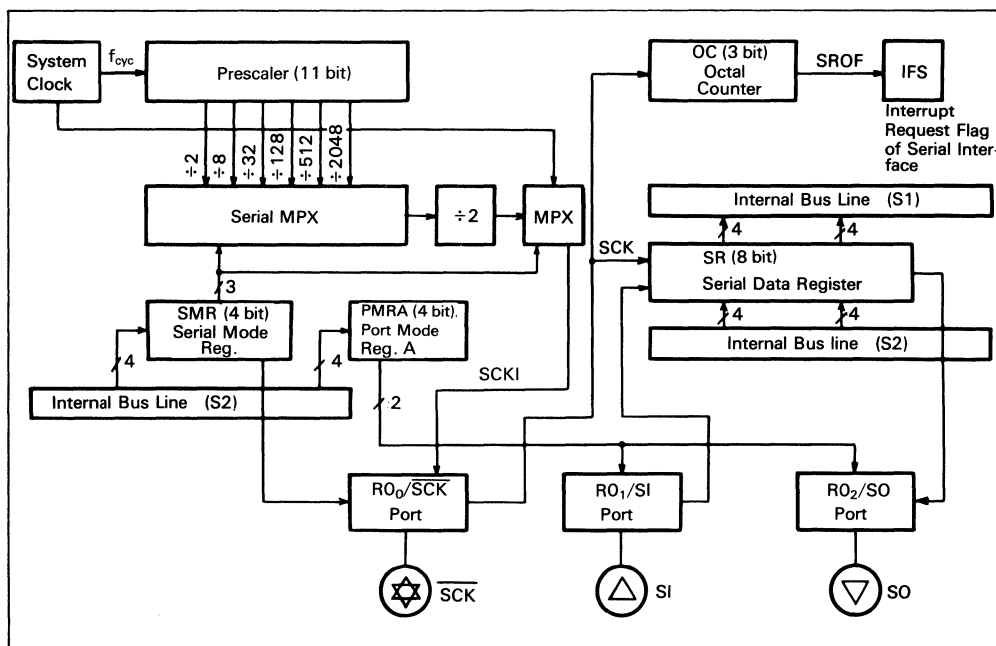 System
Clock
f_cyc
Prescaler (11 bit)
OC (3 bit)
Octal
Counter
SROF
IFS
Interrupt
Request Flag
of Serial Inter-
face
÷2
÷8
÷32
÷128
÷512
÷2048
Serial MPX
÷2
MPX
Internal Bus Line (S1)
4
4
SCK
SR (8 bit)
Serial Data Register
4
4
Internal Bus line (S2)
3
SMR (4 bit)
Serial Mode
Reg.
PMRA (4 bit).
Port Mode
Reg. A
4
4
Internal Bus Line (S2)
SCKI
2
RO₀/S̅C̅K̅
Port
RO₁/SI
Port
RO₂/SO
Port
S̅C̅K̅
SI
SO